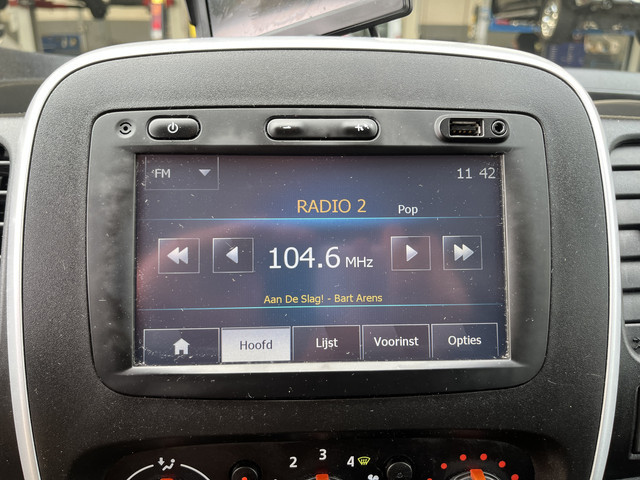 FM
11 42
RADIO 2
Pop
104.6 MHz
Aan De Slag! - Bart Arens
Hoofd
Lijst
Voorinst
Opties
2 3 4